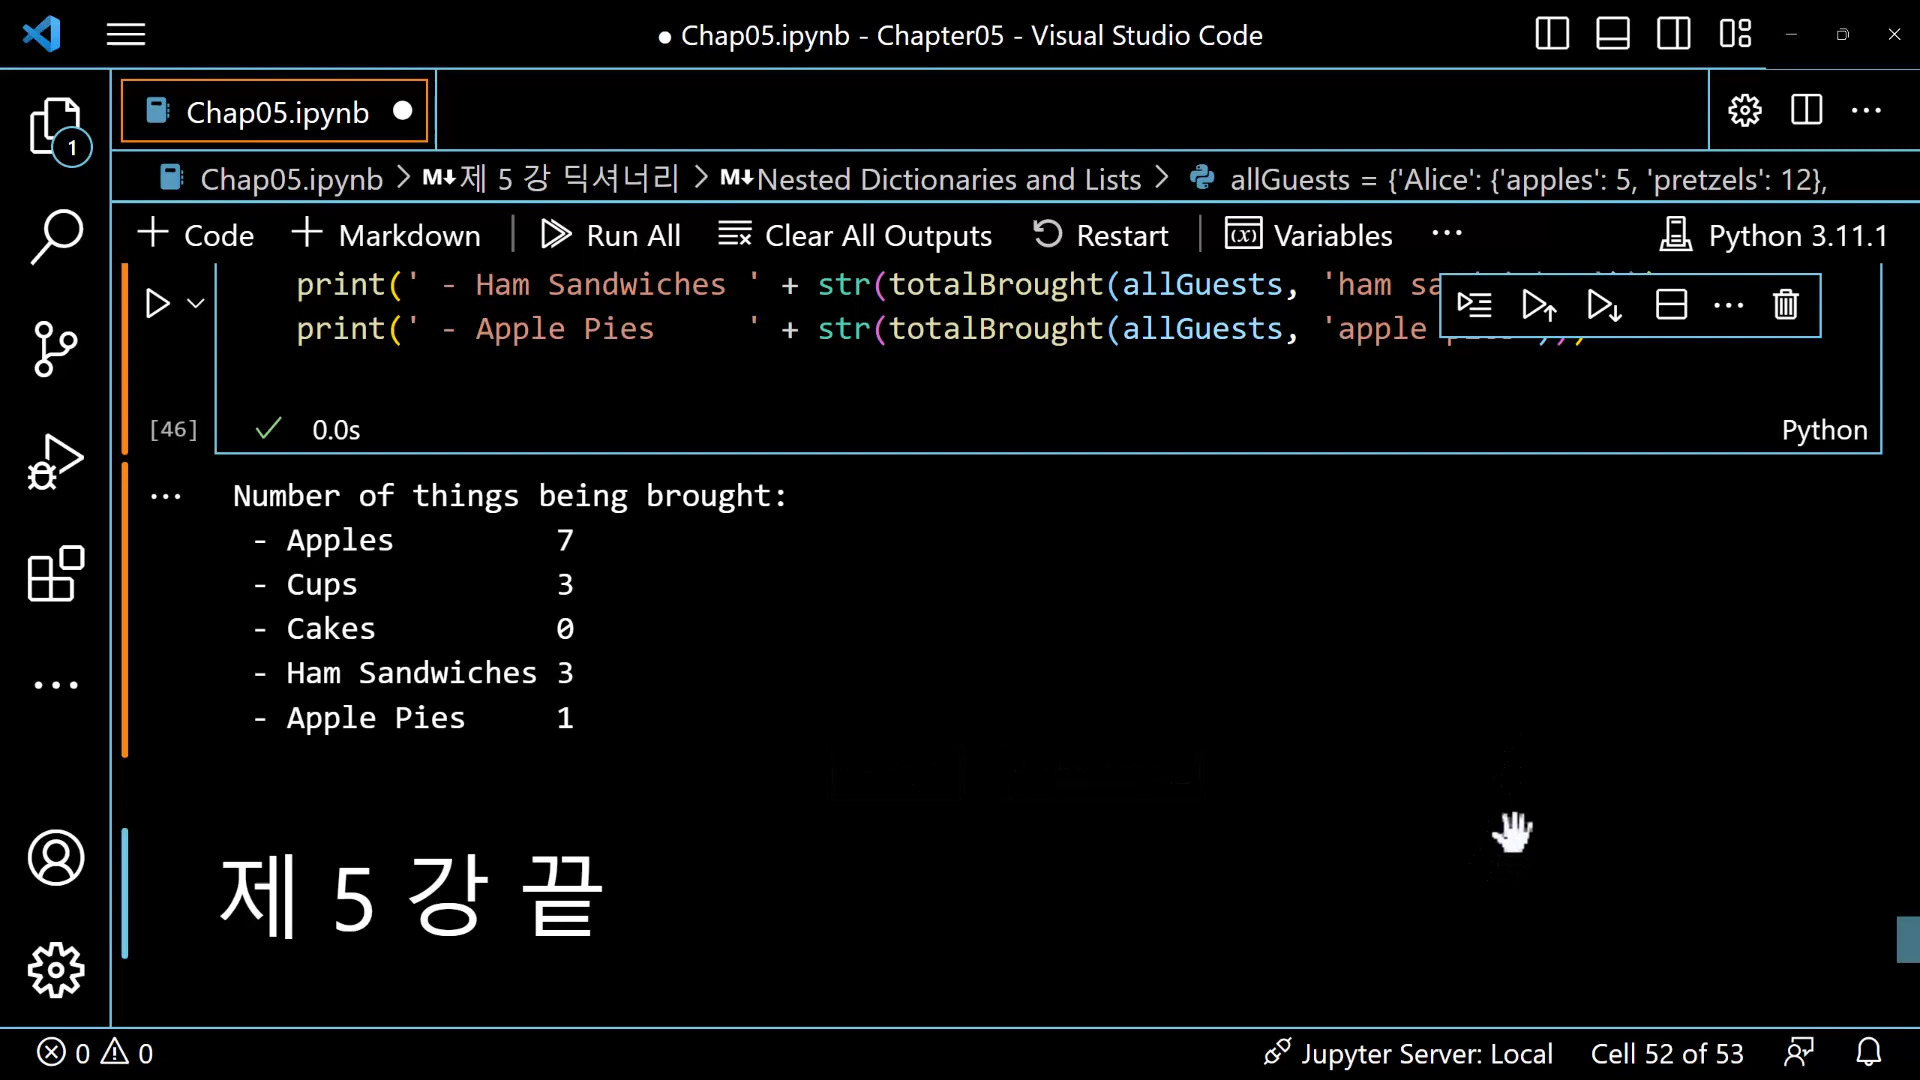 ● Chap05.ipynb - Chapter05 - Visual Studio Code
Chap05.ipynb ●
1
Chap05.ipynb > M↓제 5 강 딕셔너리 > M↓Nested Dictionaries and Lists > allGuests = {'Alice': {'apples': 5, 'pretzels': 12},
+ Code + Markdown | Run All Clear All Outputs Restart | Variables ··· Python 3.11.1
print(' - Ham Sandwiches ' + str(totalBrought(allGuests, 'ham
print(' - Apple Pies     ' + str(totalBrought(allGuests, 'apple
[46] ✓ 0.0s Python
Number of things being brought:
- Apples         7
- Cups           3
- Cakes          0
- Ham Sandwiches 3
- Apple Pies     1
제 5 강 끝
0 0 Jupyter Server: Local Cell 52 of 53